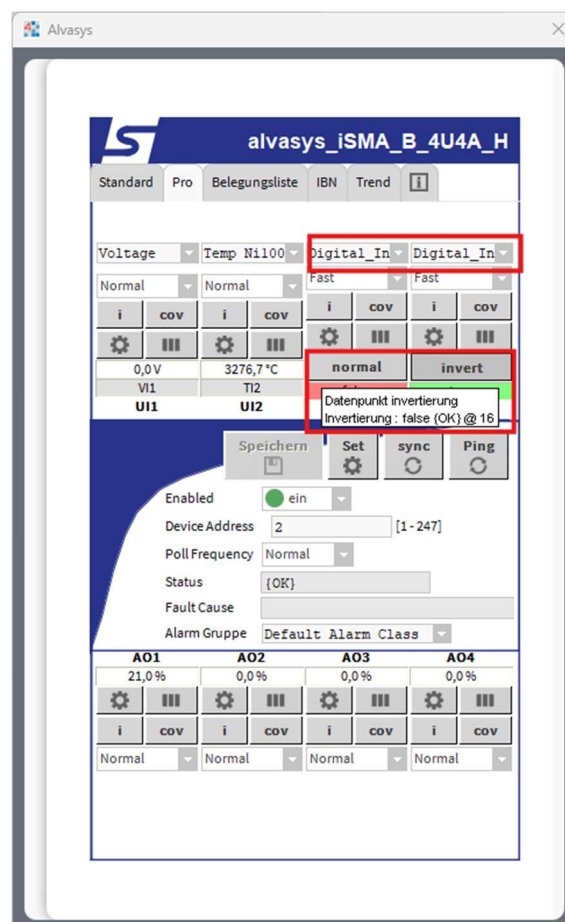 Alvasys
alvasys_iSMA_B_4U4A_H
Standard Pro Belegungsliste IBN Trend i
Voltage Temp Ni100 Digital_In Digital_In
Normal Normal Fast Fast
i cov i cov i cov i cov
0,0 V 3276,7 °C normal invert
VI1 TI2
UI1 UI2
Datenpunkt invertierung
Invertierung : false {OK} @ 16
Speichern Set sync Ping
Enabled ein
Device Address 2 [1 - 247]
Poll Frequency Normal
Status {OK}
Fault Cause
Alarm Gruppe Default Alarm Class
AO1 AO2 AO3 AO4
21,0 % 0,0 % 0,0 % 0,0 %
i cov i cov i cov i cov
Normal Normal Normal Normal